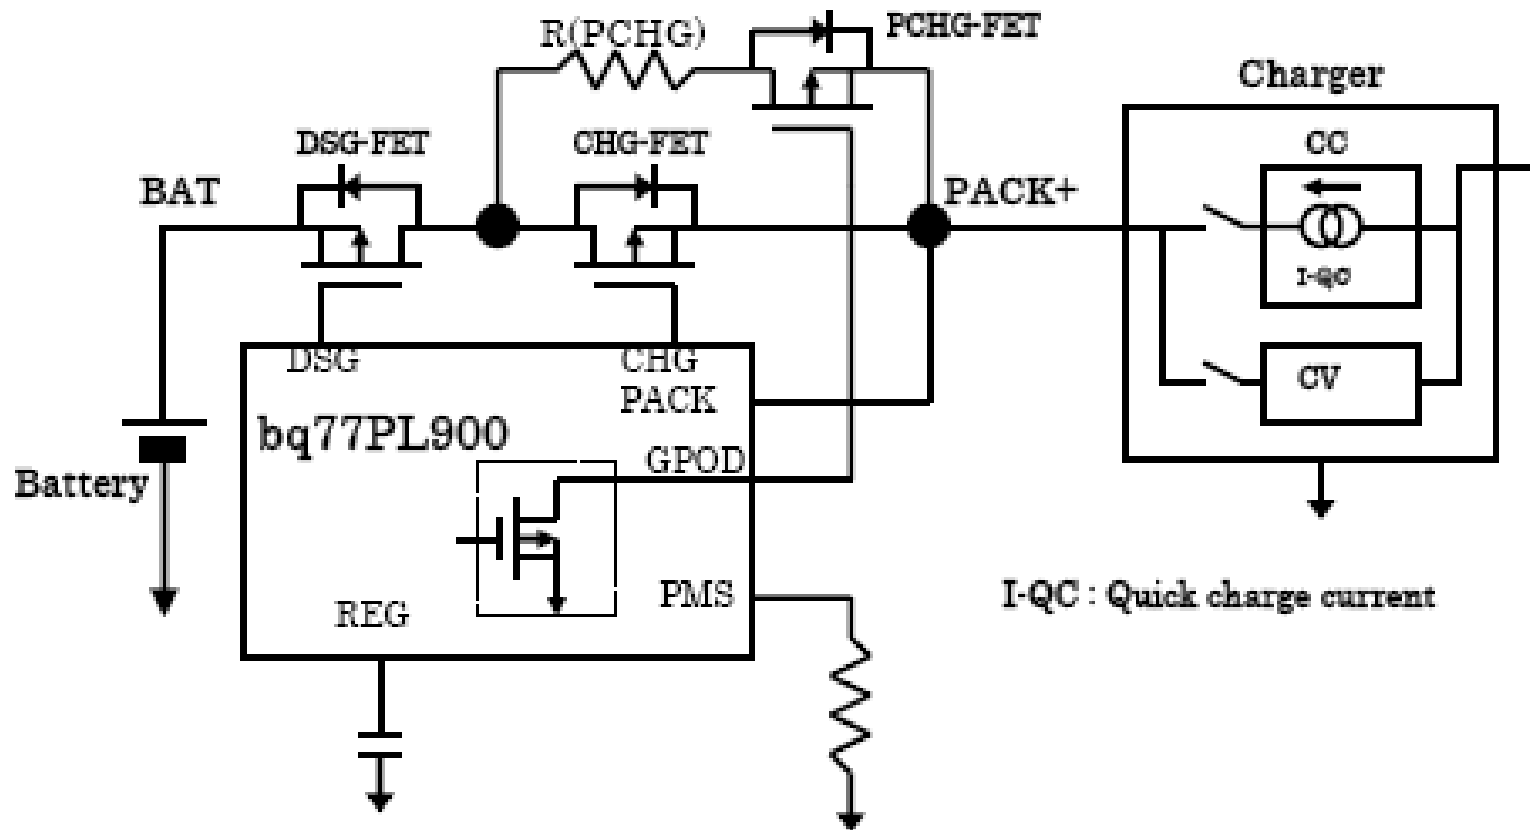 R(PCHG)
PCHG-FET
Charger
DSG-FET
CHG-FET
CC
BAT
PACK+
I-QC
DSG
CHG
CV
PACK
bq77PL900
GPOD
Battery
PMS
I-QC : Quick charge current
REG